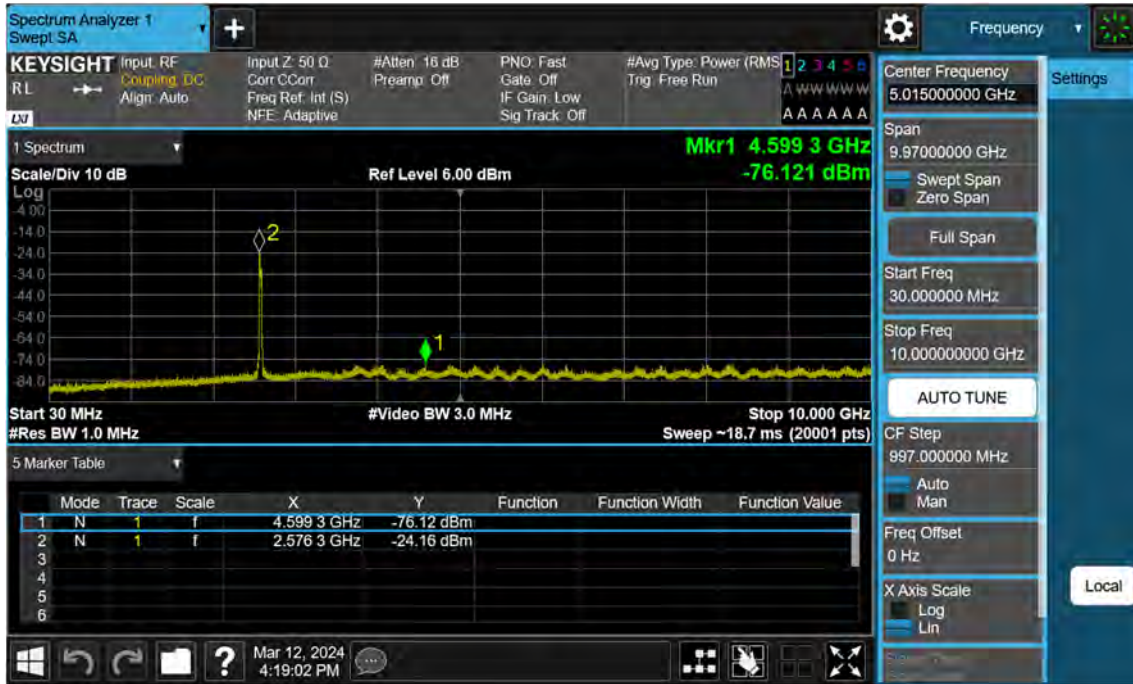 Spectrum Analyzer 1
Swept SA
+
Frequency
KEYSIGHT
RL
LXI
Input: RF
Coupling: DC
Align: Auto
Input Z: 50 Ω
Corr CCorr
Freq Ref: Int (S)
NFE: Adaptive
#Atten: 16 dB
Preamp: Off
PNO: Fast
Gate: Off
IF Gain: Low
Sig Track: Off
#Avg Type: Power (RMS
Trig: Free Run
1 2 3 4 5 6
A W W W W W
A A A A A A
1 Spectrum
Scale/Div 10 dB
Ref Level 6.00 dBm
Mkr1 4.599 3 GHz
-76.121 dBm
Log
-4.00
-14.0
-24.0
-34.0
-44.0
-54.0
-64.0
-74.0
-84.0
2
1
Start 30 MHz
#Video BW 3.0 MHz
Stop 10.000 GHz
#Res BW 1.0 MHz
Sweep ~18.7 ms (20001 pts)
5 Marker Table
Mode Trace Scale X Y Function Function Width Function Value
1 N 1 f 4.599 3 GHz -76.12 dBm
2 N 1 f 2.576 3 GHz -24.16 dBm
3
4
5
6
Mar 12, 2024
4:19:02 PM
?
Center Frequency
5.015000000 GHz
Settings
Span
9.97000000 GHz
Swept Span
Zero Span
Full Span
Start Freq
30.000000 MHz
Stop Freq
10.000000000 GHz
AUTO TUNE
CF Step
997.000000 MHz
Auto
Man
Freq Offset
0 Hz
X Axis Scale
Log
Lin
Local